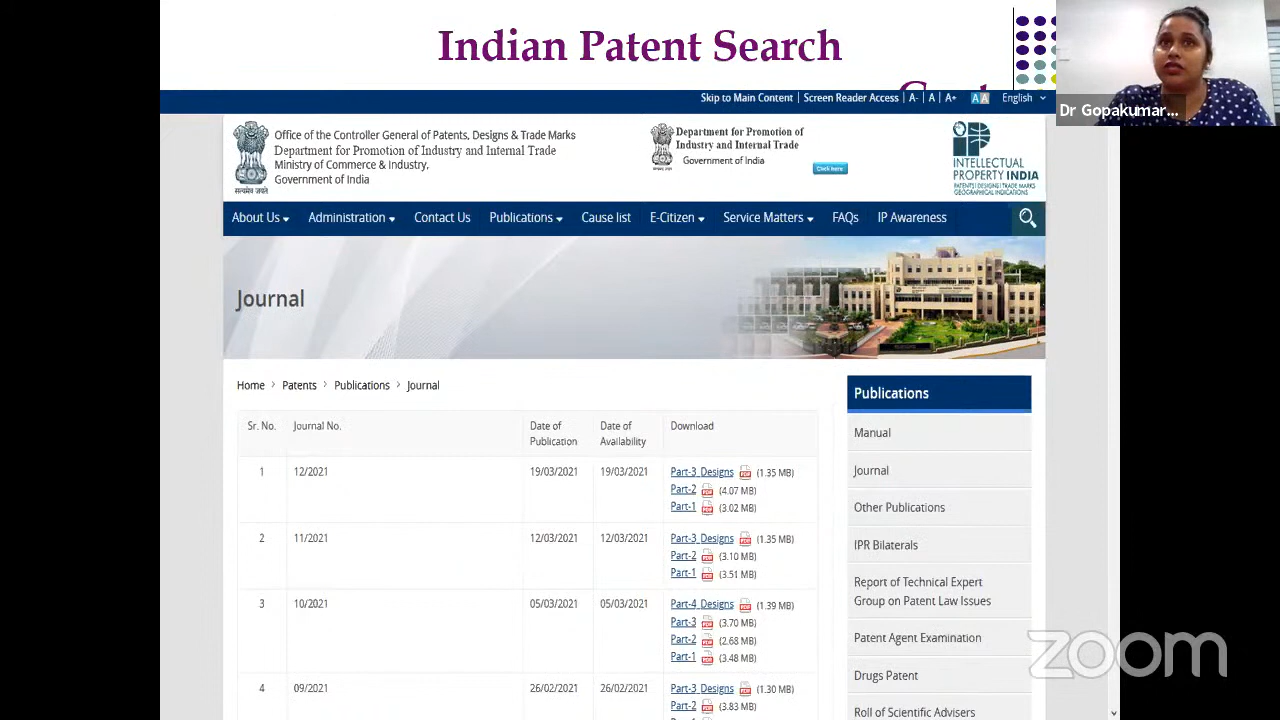 Indian Patent Search
Skip to Main Content | Screen Reader Access | A- | A | A+ A A English
Office of the Controller General of Patents, Designs & Trade Marks
Department for Promotion of Industry and Internal Trade
Ministry of Commerce & Industry,
Government of India
सत्यमेव जयते
Department for Promotion of
Industry and Internal Trade
Government of India
Click here
INTELLECTUAL
PROPERTY INDIA
PATENTS | DESIGNS | TRADE MARKS
GEOGRAPHICAL INDICATIONS
Dr Gopakumar...
About Us Administration Contact Us Publications Cause list E-Citizen Service Matters FAQs IP Awareness
Journal
Home > Patents > Publications > Journal
Sr. No. Journal No. Date of Publication Date of Availability Download
1 12/2021 19/03/2021 19/03/2021 Part-3_Designs (1.35 MB)
Part-2 (4.07 MB)
Part-1 (3.02 MB)
2 11/2021 12/03/2021 12/03/2021 Part-3_Designs (1.35 MB)
Part-2 (3.10 MB)
Part-1 (3.51 MB)
3 10/2021 05/03/2021 05/03/2021 Part-4_Designs (1.39 MB)
Part-3 (3.70 MB)
Part-2 (2.68 MB)
Part-1 (3.48 MB)
4 09/2021 26/02/2021 26/02/2021 Part-3_Designs (1.30 MB)
Part-2 (3.83 MB)
Publications
Manual
Journal
Other Publications
IPR Bilaterals
Report of Technical Expert
Group on Patent Law Issues
Patent Agent Examination
Drugs Patent
Roll of Scientific Advisers
zoom